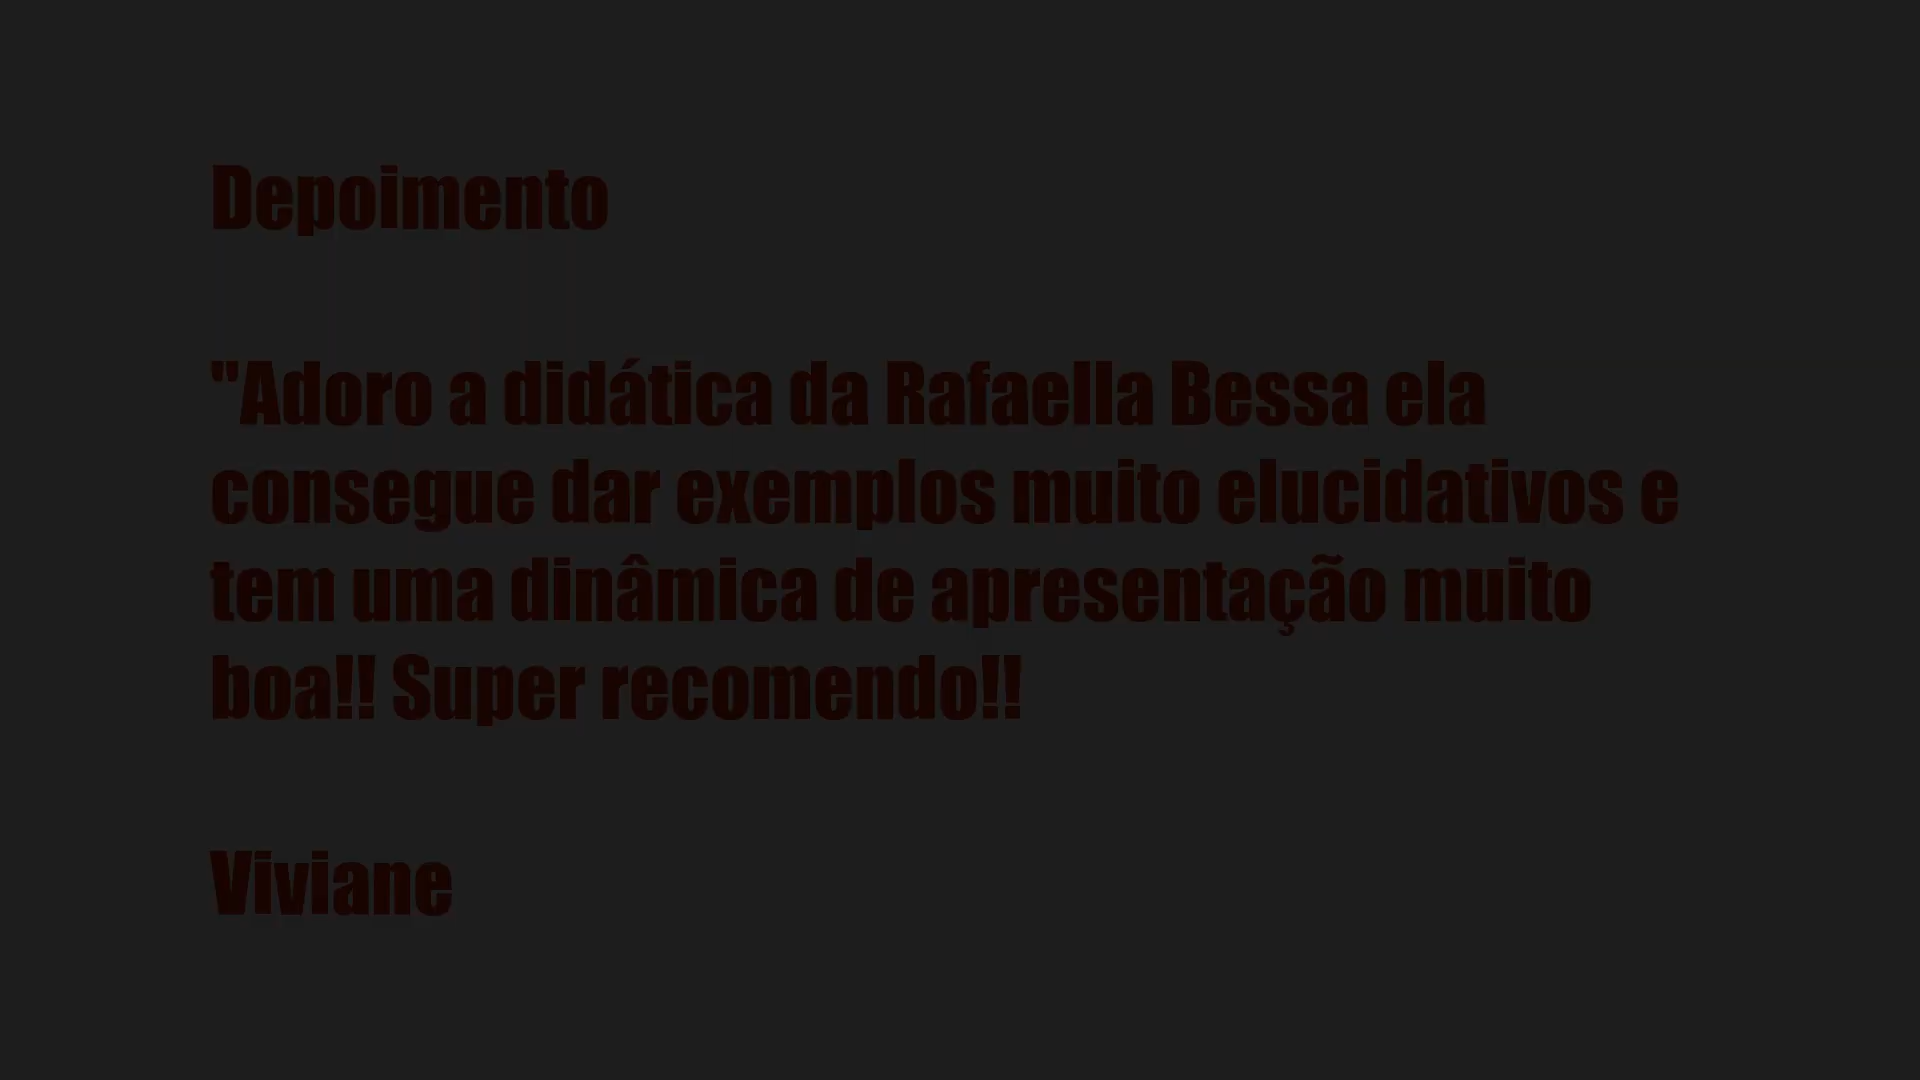 Depoimento
"Adoro a didática da Rafaella Bessa ela
consegue dar exemplos muito elucidativos e
tem uma dinâmica de apresentação muito
boa!! Super recomendo!!
Viviane